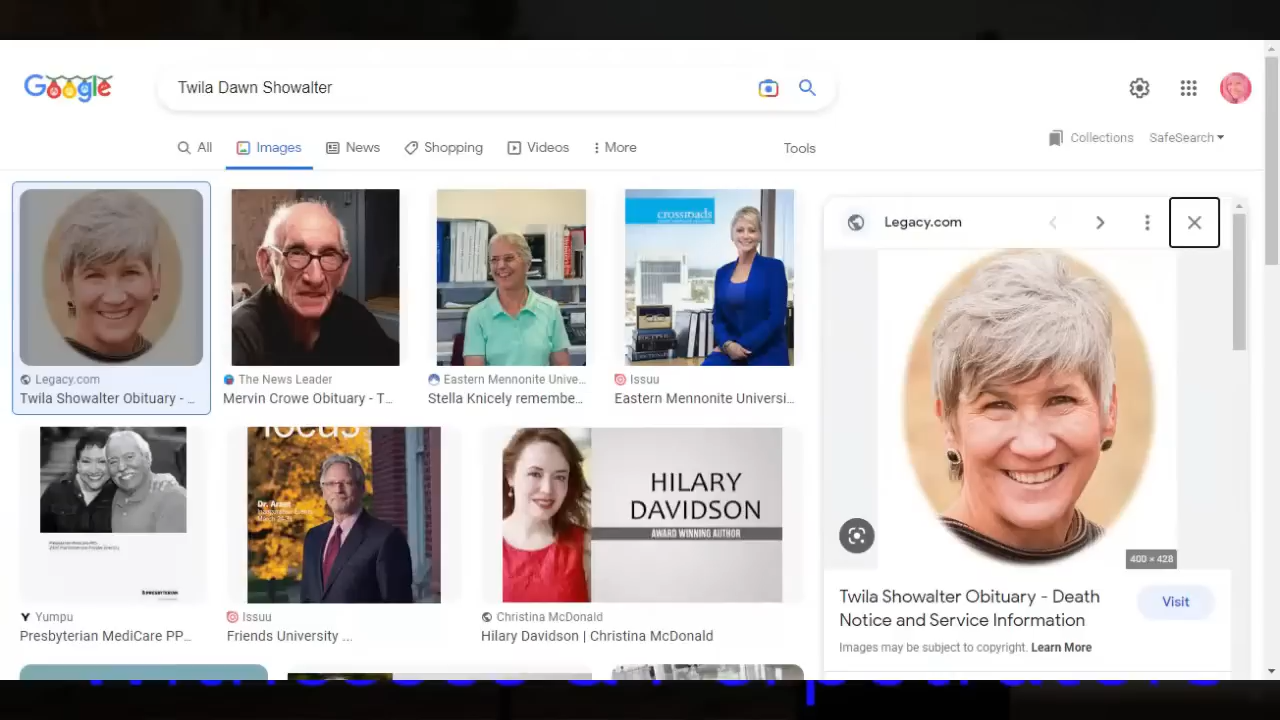 Google
Twila Dawn Showalter
All Images News Shopping Videos More Tools
Collections SafeSearch
Legacy.com
crossroads
Legacy.com
Twila Showalter Obituary - ...
The News Leader
Mervin Crowe Obituary - T...
Eastern Mennonite Unive...
Stella Knicely remembe...
Issuu
Eastern Mennonite Universi...
400 × 428
Twila Showalter Obituary - Death
Notice and Service Information
Visit
Images may be subject to copyright. Learn More
focus
Dr. Arnet
HILARY
DAVIDSON
AWARD WINNING AUTHOR
Yumpu
Presbyterian MediCare PP...
Issuu
Friends University ...
Christina McDonald
Hilary Davidson | Christina McDonald